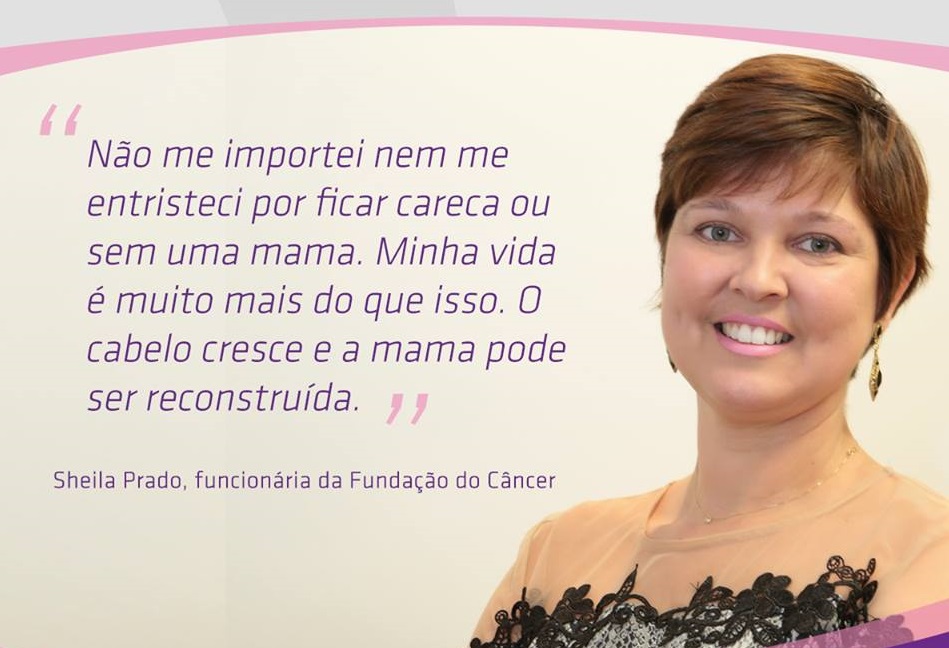 “
Não me importei nem me
entristeci por ficar careca ou
sem uma mama. Minha vida
é muito mais do que isso. O
cabelo cresce e a mama pode
ser reconstruída. ”
Sheila Prado, funcionária da Fundação do Câncer